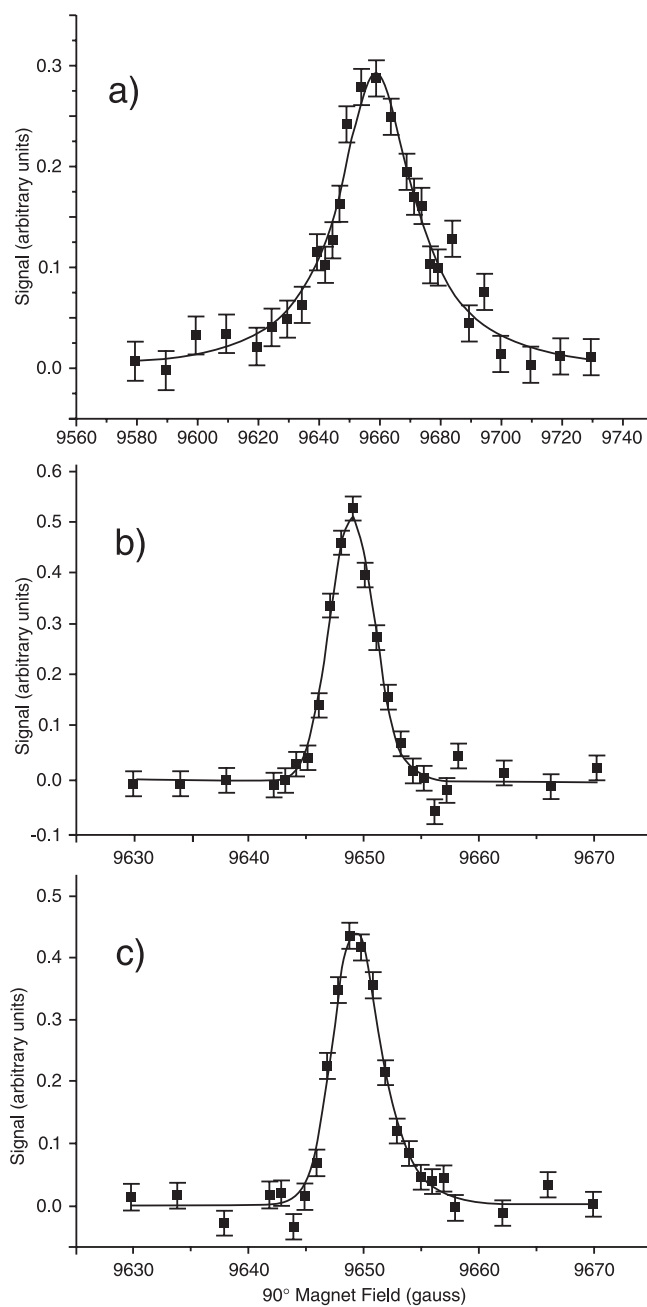 a)
Signal (arbitrary units)
0.3
0.2
0.1
0.0
9560 9580 9600 9620 9640 9660 9680 9700 9720 9740
b)
Signal (arbitrary units)
0.6
0.5
0.4
0.3
0.2
0.1
0.0
-0.1
9630 9640 9650 9660 9670
c)
Signal (arbitrary units)
0.5
0.4
0.3
0.2
0.1
0.0
9630 9640 9650 9660 9670
90° Magnet Field (gauss)